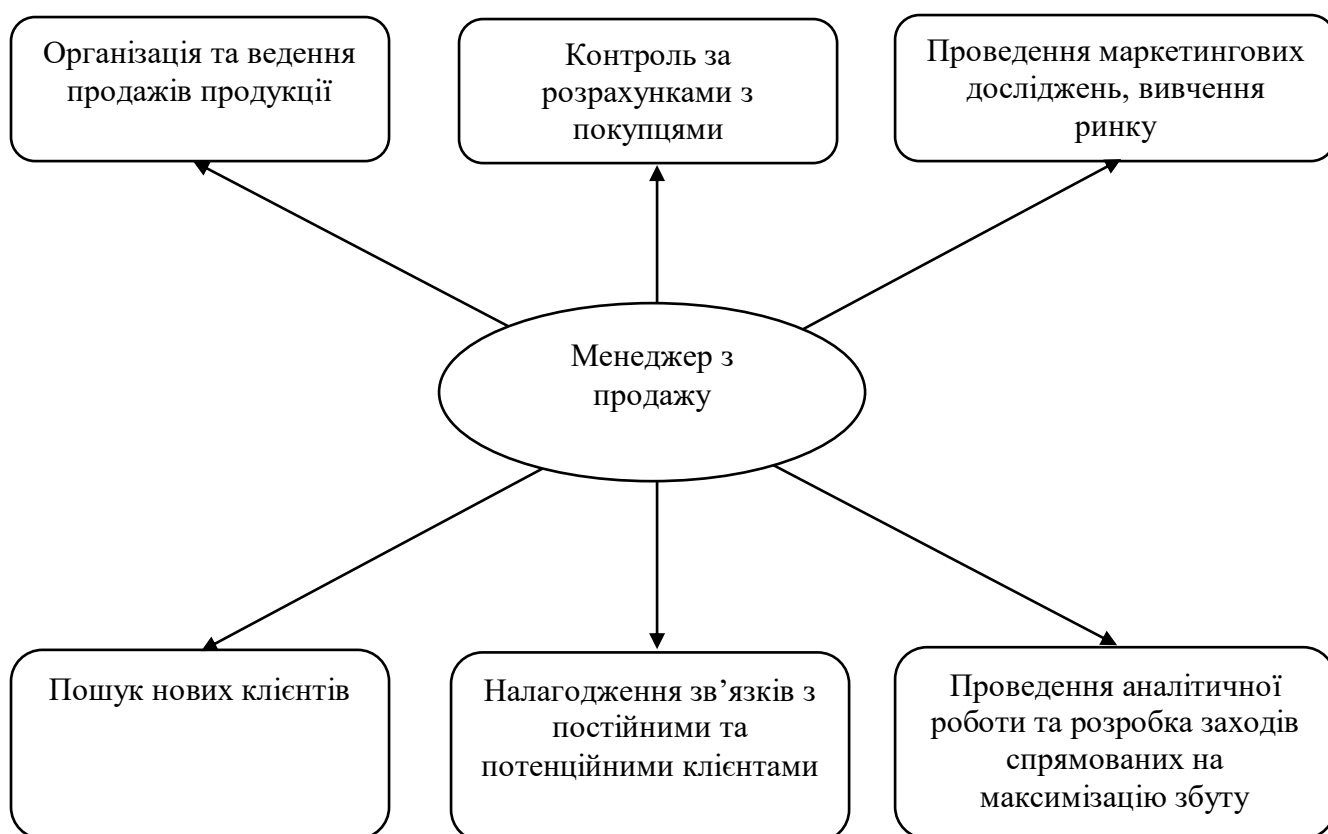 Організація та ведення
продажів продукції
Контроль за
розрахунками з
покупцями
Проведення маркетингових
досліджень, вивчення
ринку
Менеджер з
продажу
Пошук нових клієнтів
Налагодження зв’язків з
постійними та
потенційними клієнтами
Проведення аналітичної
роботи та розробка заходів
спрямованих на
максимізацію збуту